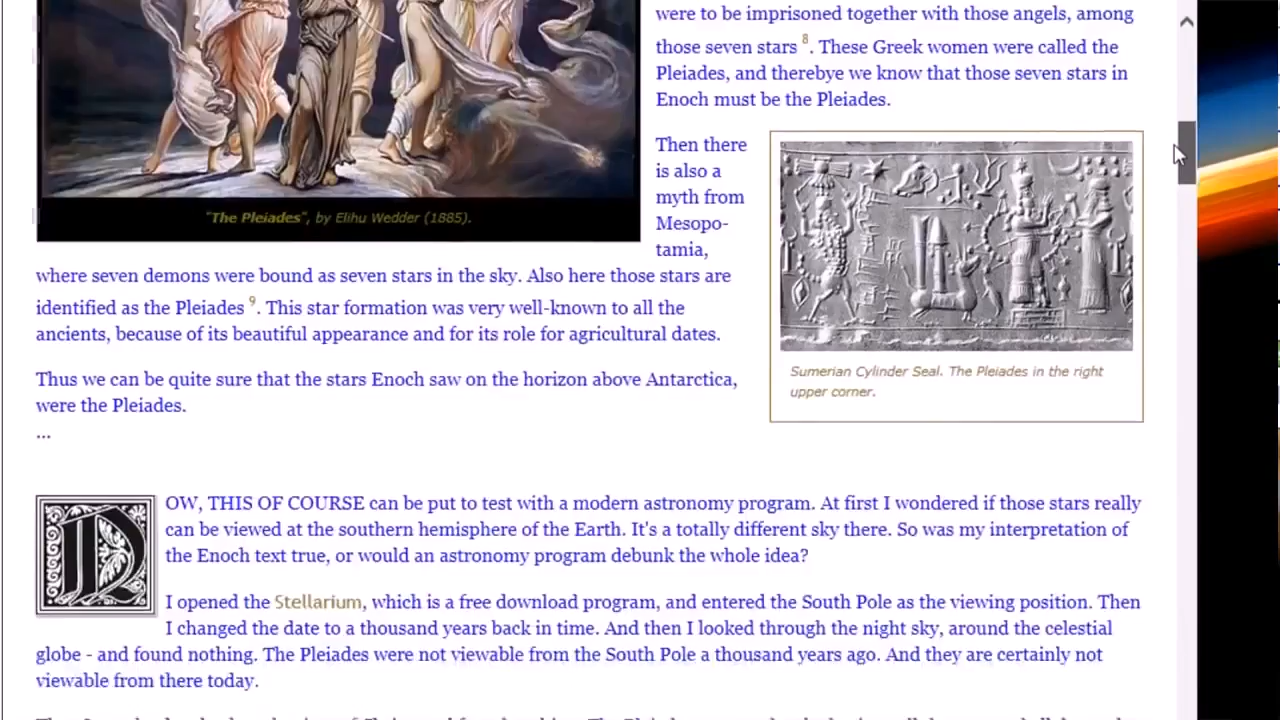 were to be imprisoned together with those angels, among
those seven stars 8. These Greek women were called the
Pleiades, and therebye we know that those seven stars in
Enoch must be the Pleiades.
"The Pleiades", by Elihu Wedder (1885).
Then there
is also a
myth from
Mesopo-
tamia,
where seven demons were bound as seven stars in the sky. Also here those stars are
identified as the Pleiades 9. This star formation was very well-known to all the
ancients, because of its beautiful appearance and for its role for agricultural dates.
Sumerian Cylinder Seal. The Pleiades in the right
upper corner.
Thus we can be quite sure that the stars Enoch saw on the horizon above Antarctica,
were the Pleiades.
...
NOW, THIS OF COURSE can be put to test with a modern astronomy program. At first I wondered if those stars really
can be viewed at the southern hemisphere of the Earth. It's a totally different sky there. So was my interpretation of
the Enoch text true, or would an astronomy program debunk the whole idea?
I opened the Stellarium, which is a free download program, and entered the South Pole as the viewing position. Then
I changed the date to a thousand years back in time. And then I looked through the night sky, around the celestial
globe - and found nothing. The Pleiades were not viewable from the South Pole a thousand years ago. And they are certainly not
viewable from there today.